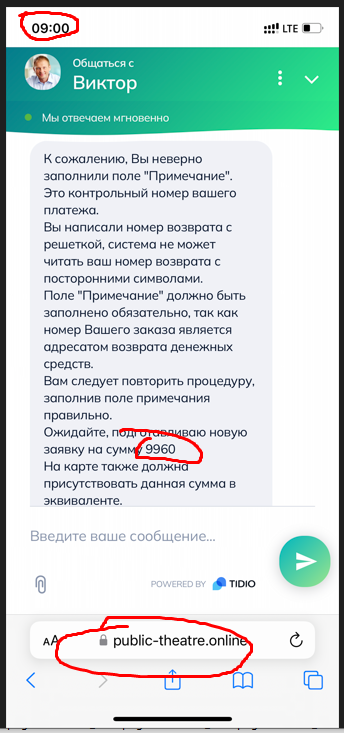 09:00
LTE
Общаться с
Виктор
Мы отвечаем мгновенно
К сожалению, Вы неверно
заполнили поле "Примечание".
Это контрольный номер вашего
платежа.
Вы написали номер возврата с
решеткой, система не может
читать ваш номер возврата с
посторонними символами.
Поле "Примечание" должно быть
заполнено обязательно, так как
номер Вашего заказа является
адресатом возврата денежных
средств.
Вам следует повторить процедуру,
заполнив поле примечания
правильно.
Ожидайте, подготавливаю новую
заявку на сумму 9960
На карте также должна
присутствовать данная сумма в
эквиваленте.
Введите ваше сообщение...
POWERED BY TIDIO
AA public-theatre.online